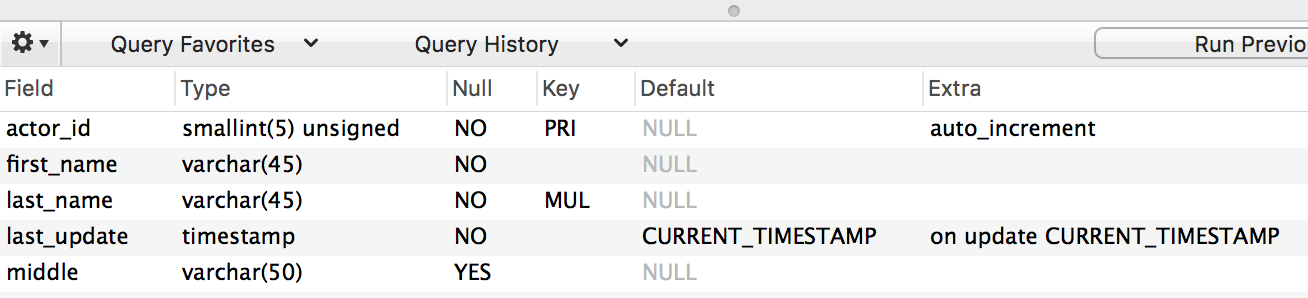 Query Favorites Query History Run Previo
Field Type Null Key Default Extra
actor_id smallint(5) unsigned NO PRI NULL auto_increment
first_name varchar(45) NO NULL
last_name varchar(45) NO MUL NULL
last_update timestamp NO CURRENT_TIMESTAMP on update CURRENT_TIMESTAMP
middle varchar(50) YES NULL